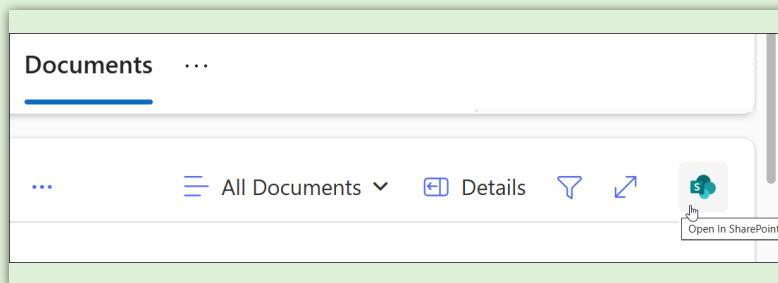 Documents ...
... All Documents Details S
Open In SharePoint